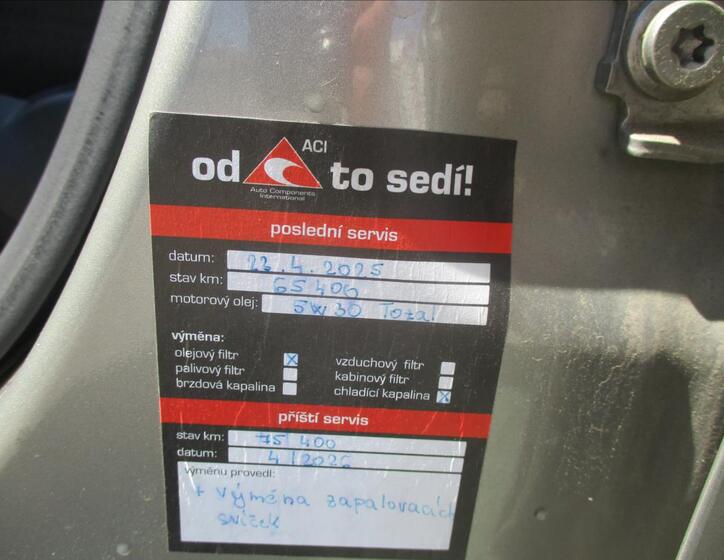 ACI
od to sedí!
Auto Components
International
poslední servis
datum: 23.4.2025
stav km: 65 400
motorový olej: 5W30 Total
výměna:
olejový filtr x vzduchový filtr
palivový filtr kabinový filtr
brzdová kapalina chladící kapalina x
příští servis
stav km: 75 400
datum: 4/2026
výměnu provedl:
+ výměna zapalovacích
svíček